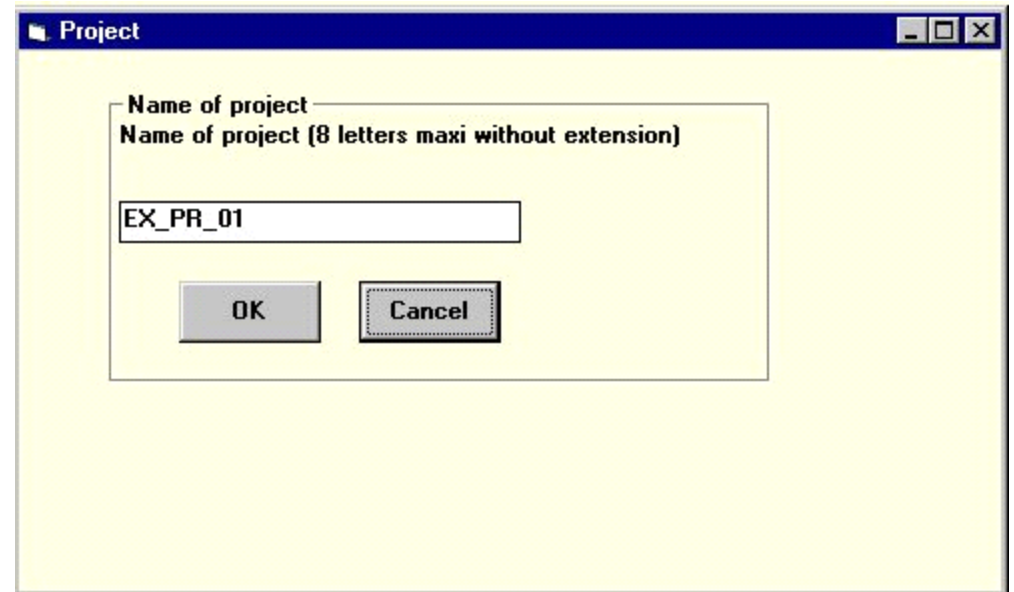 Project
Name of project
Name of project (8 letters maxi without extension)
EX_PR_01
OK Cancel